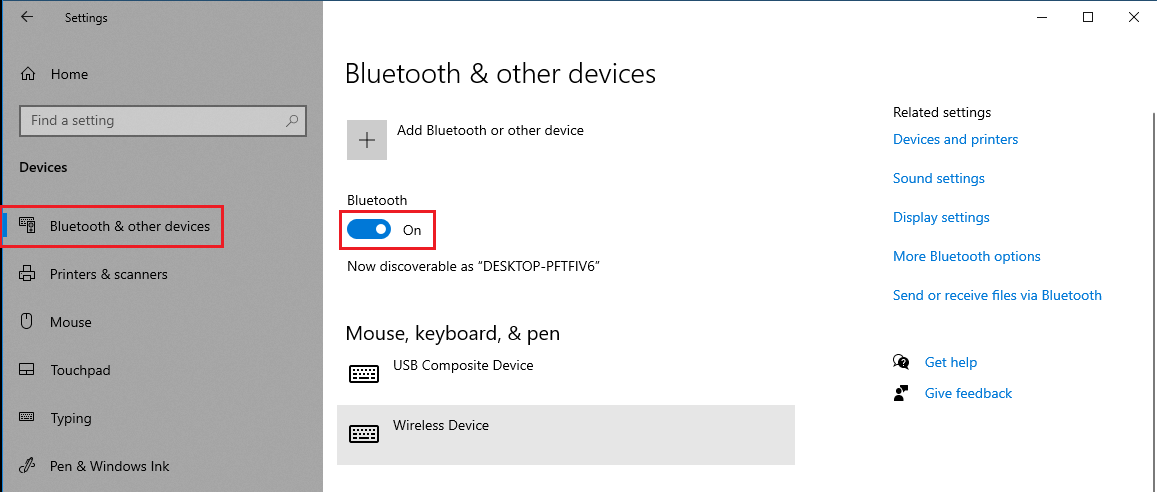 Settings
Home
Find a setting
Devices
Bluetooth & other devices
Printers & scanners
Mouse
Touchpad
Typing
Pen & Windows Ink
Bluetooth & other devices
Add Bluetooth or other device
Bluetooth
On
Now discoverable as “DESKTOP-PFTFIV6”
Mouse, keyboard, & pen
USB Composite Device
Wireless Device
Related settings
Devices and printers
Sound settings
Display settings
More Bluetooth options
Send or receive files via Bluetooth
Get help
Give feedback